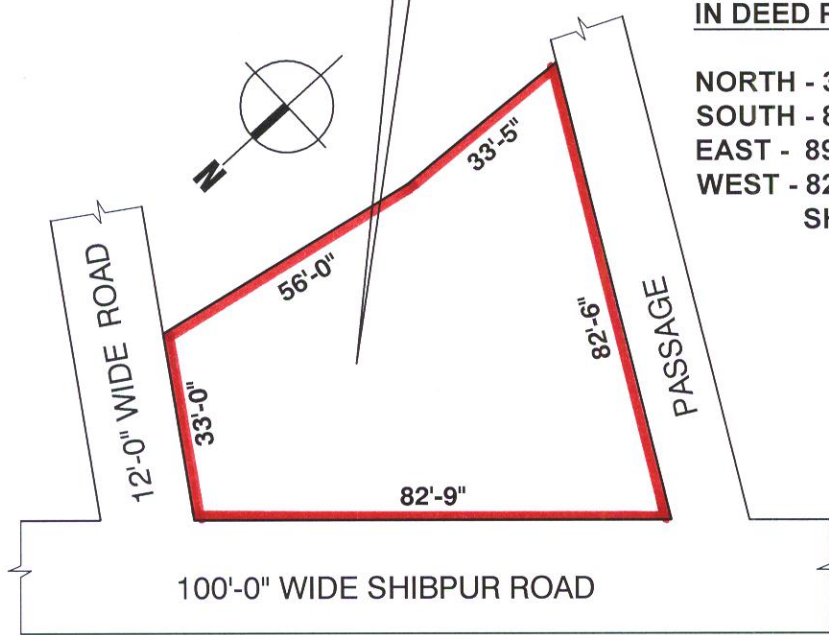 IN DEED
NORTH - 3
SOUTH - 8
EAST - 89
WEST - 82
SH
N
33'-5"
56'-0"
12'-0" WIDE ROAD
33'-0"
82'-6"
PASSAGE
82'-9"
100'-0" WIDE SHIBPUR ROAD